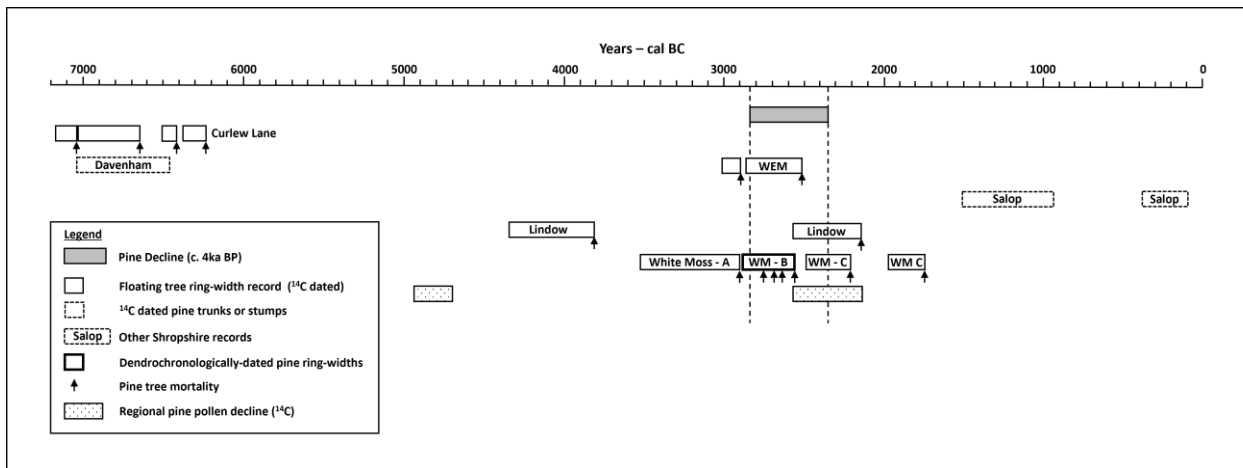 Years – cal BC
7000 6000 5000 4000 3000 2000 1000 0
Curlew Lane
Davenham
WEM
Salop Salop
Lindow Lindow
White Moss - A WM - B WM - C WM C
Legend
Pine Decline (c. 4ka BP)
Floating tree ring-width record (¹⁴C dated)
¹⁴C dated pine trunks or stumps
Salop Other Shropshire records
Dendrochronologically-dated pine ring-widths
Pine tree mortality
Regional pine pollen decline (¹⁴C)